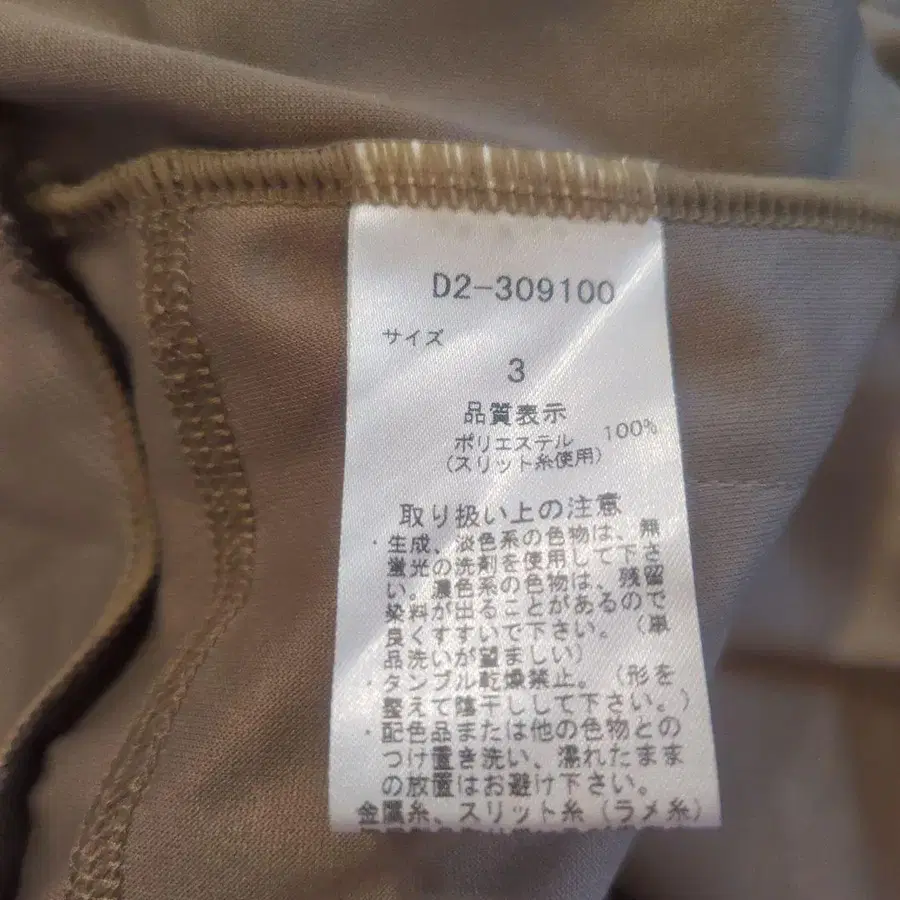 D2-309100
サイズ
3
品質表示
ポリエステル 100%
(スリット糸使用)
取り扱い上の注意
・生成、淡色系の色物は、無
蛍光の洗剤を使用して下さ
い。濃色系の色物は、残留
染料が出ることがあるので
良くすすいで下さい。(単
品洗いが望ましい)
・タンブル乾燥禁止。(形を
整えて陰干しして下さい。)
・配色品または他の色物との
つけ置き洗い、濡れたまま
の放置はお避け下さい。
金属糸、スリット糸(ラメ糸)